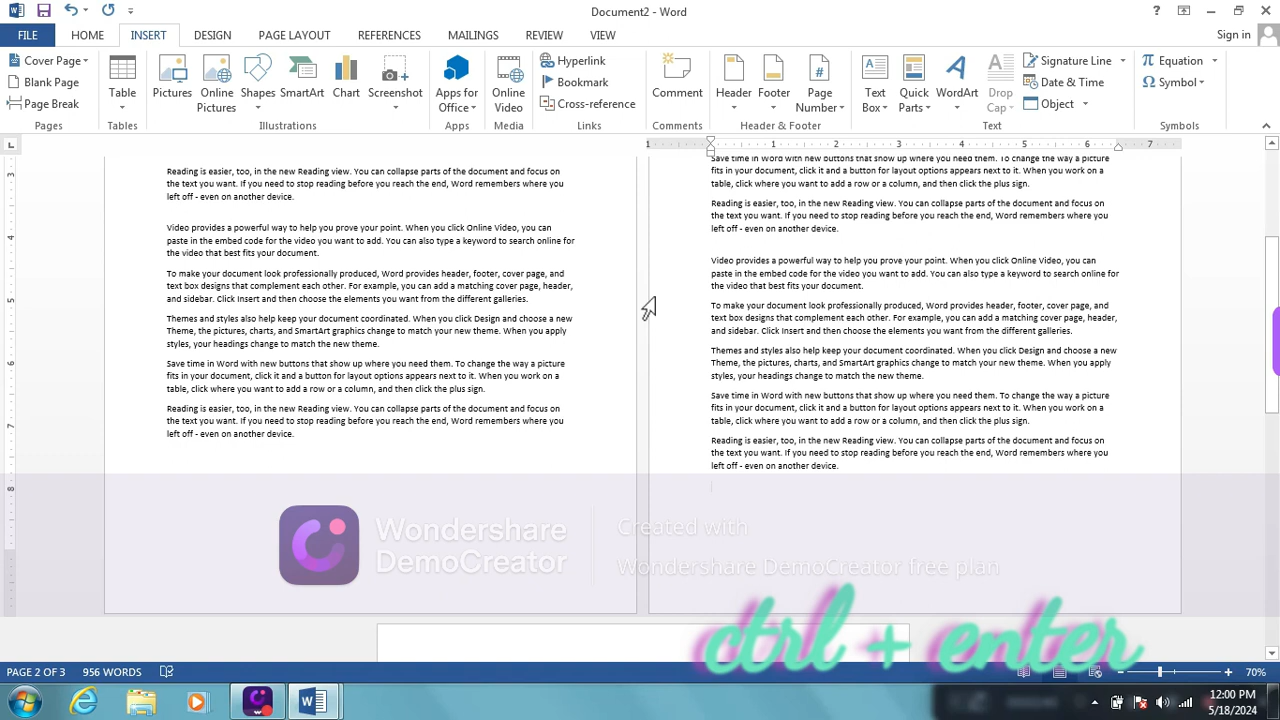 Document2 - Word
?
FILE
HOME
INSERT
DESIGN
PAGE LAYOUT
REFERENCES
MAILINGS
REVIEW
VIEW
Sign in
Cover Page
Blank Page
Page Break
Pages
Table
Tables
Pictures
Online Pictures
Shapes
SmartArt
Chart
Screenshot
Illustrations
Apps for Office
Apps
Online Video
Media
Hyperlink
Bookmark
Cross-reference
Links
Comment
Comments
Header
Footer
Page Number
Header & Footer
Text Box
Quick Parts
WordArt
Drop Cap
Signature Line
Date & Time
Object
Text
Equation
Symbol
Symbols
1 1 2 3 4 5 6 7
3
4
5
6
7
8
Reading is easier, too, in the new Reading view. You can collapse parts of the document and focus on
the text you want. If you need to stop reading before you reach the end, Word remembers where you
left off - even on another device.
Video provides a powerful way to help you prove your point. When you click Online Video, you can
paste in the embed code for the video you want to add. You can also type a keyword to search online for
the video that best fits your document.
To make your document look professionally produced, Word provides header, footer, cover page, and
text box designs that complement each other. For example, you can add a matching cover page, header,
and sidebar. Click Insert and then choose the elements you want from the different galleries.
Themes and styles also help keep your document coordinated. When you click Design and choose a new
Theme, the pictures, charts, and SmartArt graphics change to match your new theme. When you apply
styles, your headings change to match the new theme.
Save time in Word with new buttons that show up where you need them. To change the way a picture
fits in your document, click it and a button for layout options appears next to it. When you work on a
table, click where you want to add a row or a column, and then click the plus sign.
Reading is easier, too, in the new Reading view. You can collapse parts of the document and focus on
the text you want. If you need to stop reading before you reach the end, Word remembers where you
left off - even on another device.
Save time in Word with new buttons that show up where you need them. To change the way a picture
fits in your document, click it and a button for layout options appears next to it. When you work on a
table, click where you want to add a row or a column, and then click the plus sign.
Reading is easier, too, in the new Reading view. You can collapse parts of the document and focus on
the text you want. If you need to stop reading before you reach the end, Word remembers where you
left off - even on another device.
Video provides a powerful way to help you prove your point. When you click Online Video, you can
paste in the embed code for the video you want to add. You can also type a keyword to search online for
the video that best fits your document.
To make your document look professionally produced, Word provides header, footer, cover page, and
text box designs that complement each other. For example, you can add a matching cover page, header,
and sidebar. Click Insert and then choose the elements you want from the different galleries.
Themes and styles also help keep your document coordinated. When you click Design and choose a new
Theme, the pictures, charts, and SmartArt graphics change to match your new theme. When you apply
styles, your headings change to match the new theme.
Save time in Word with new buttons that show up where you need them. To change the way a picture
fits in your document, click it and a button for layout options appears next to it. When you work on a
table, click where you want to add a row or a column, and then click the plus sign.
Reading is easier, too, in the new Reading view. You can collapse parts of the document and focus on
the text you want. If you need to stop reading before you reach the end, Word remembers where you
left off - even on another device.
Wondershare
DemoCreator
Created with
Wondershare DemoCreator free plan
ctrl + enter
PAGE 2 OF 3
956 WORDS
70%
12:00 PM
5/18/2024